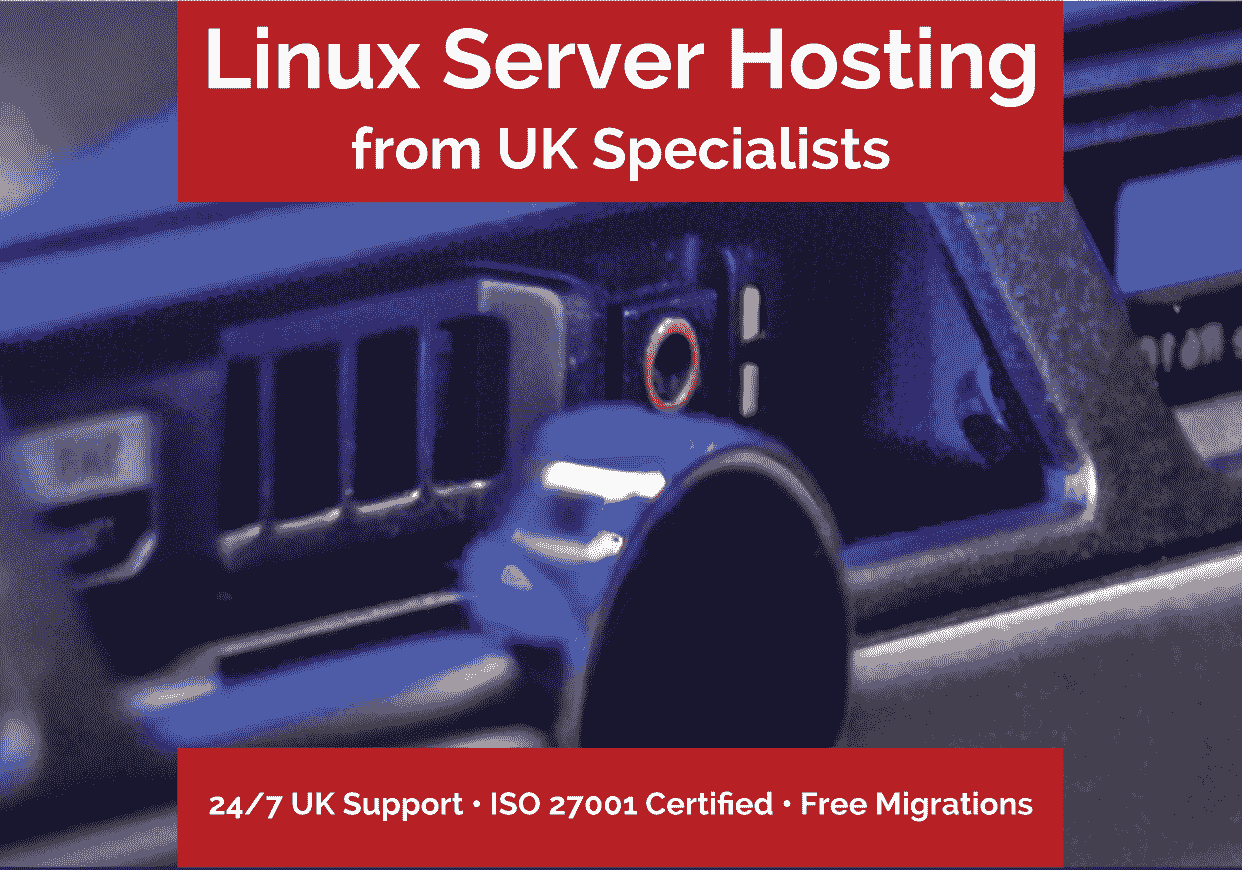 Linux Server Hosting
from UK Specialists
24/7 UK Support • ISO 27001 Certified • Free Migrations